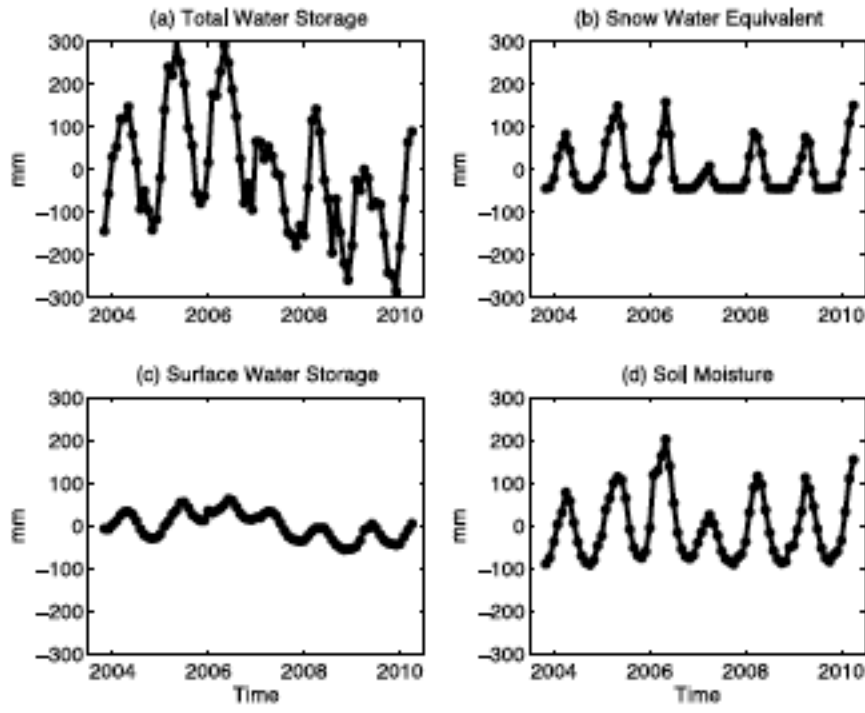 (a) Total Water Storage
(b) Snow Water Equivalent
300
200
100
0
−100
−200
−300
mm
2004 2006 2008 2010
300
200
100
0
−100
−200
−300
mm
2004 2006 2008 2010
(c) Surface Water Storage
(d) Soil Moisture
300
200
100
0
−100
−200
−300
mm
2004 2006 2008 2010
Time
300
200
100
0
−100
−200
−300
mm
2004 2006 2008 2010
Time